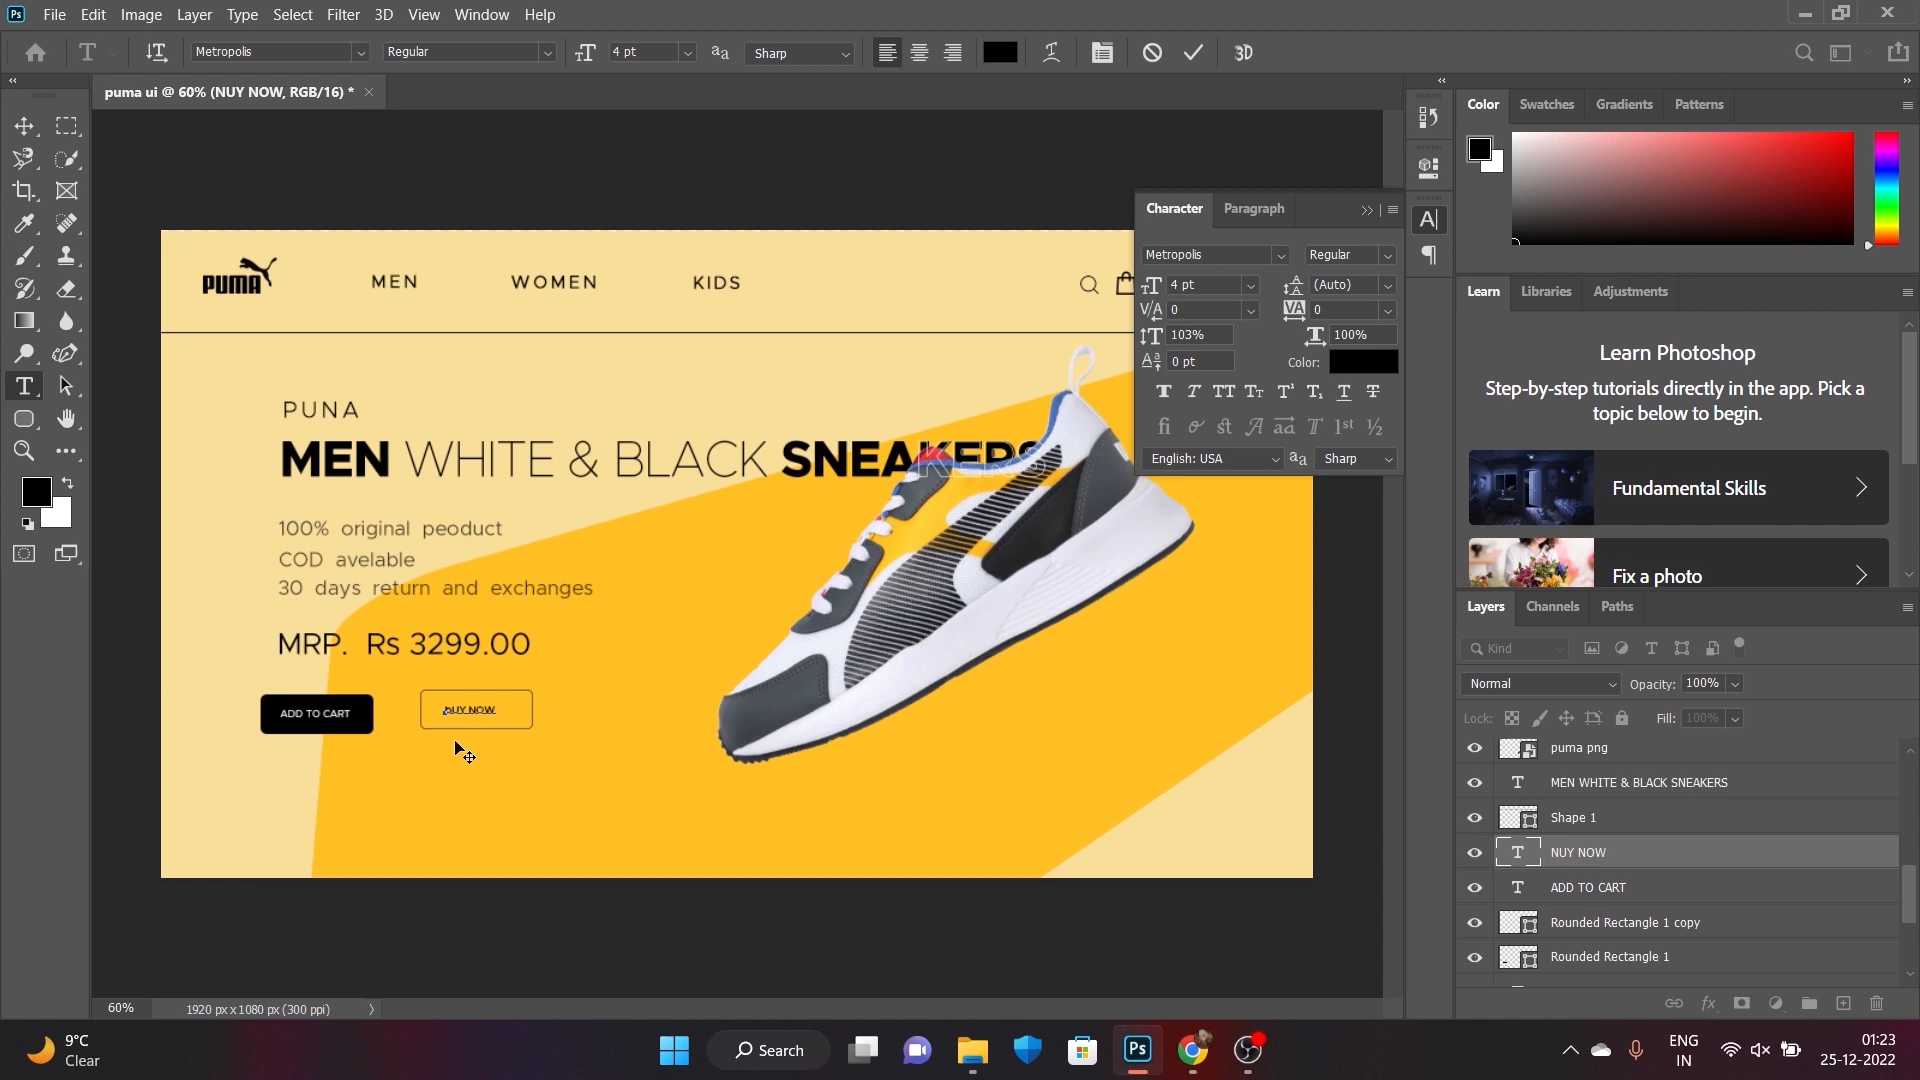 Ps File Edit Image Layer Type Select Filter 3D View Window Help
Metropolis Regular 4 pt Sharp 3D
puma ui @ 60% (NUY NOW, RGB/16) *
PUMA MEN WOMEN KIDS
PUNA
MEN WHITE & BLACK SNEAKERS
100% original peoduct
COD avelable
30 days return and exchanges
MRP. Rs 3299.00
ADD TO CART BUY NOW
60% 1920 px x 1080 px (300 ppi)
Character Paragraph
Metropolis Regular
4 pt (Auto)
0 0
103% 100%
0 pt Color:
English: USA Sharp
Color Swatches Gradients Patterns
Learn Libraries Adjustments
Learn Photoshop
Step-by-step tutorials directly in the app. Pick a
topic below to begin.
Fundamental Skills
Fix a photo
Layers Channels Paths
Kind
Normal Opacity: 100%
Lock: Fill: 100%
puma png
MEN WHITE & BLACK SNEAKERS
Shape 1
NUY NOW
ADD TO CART
Rounded Rectangle 1 copy
Rounded Rectangle 1
9°C
Clear
Search
Ps
ENG
IN
01:23
25-12-2022